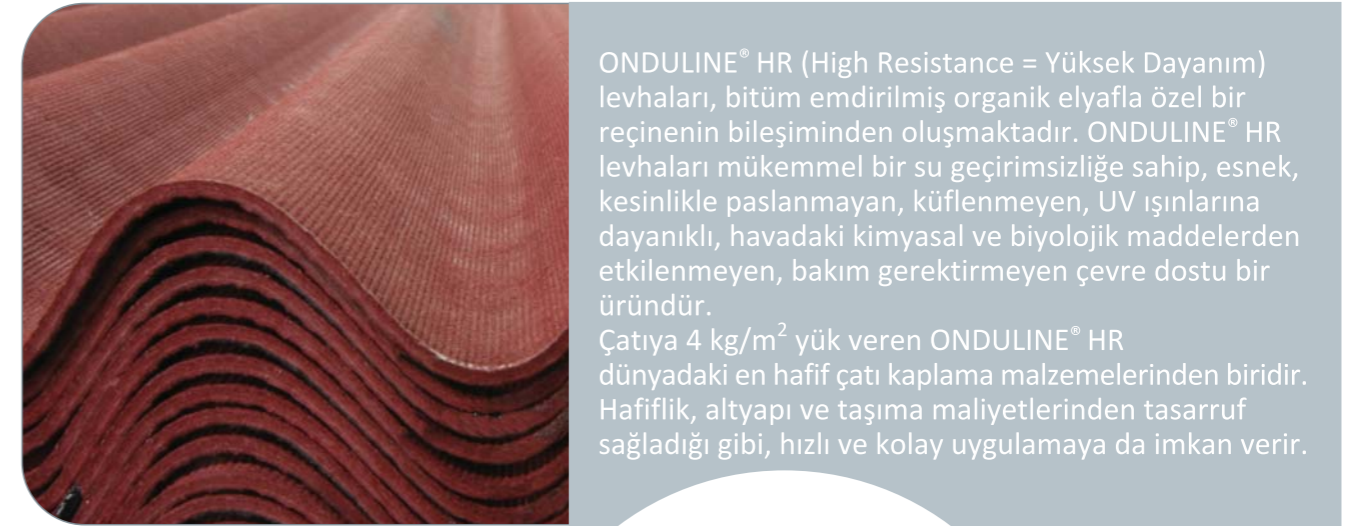 ONDULINE® HR (High Resistance = Yüksek Dayanım)
levhaları, bitüm emdirilmiş organik elyafla özel bir
reçinenin bileşiminden oluşmaktadır. ONDULINE® HR
levhaları mükemmel bir su geçirimsizliğe sahip, esnek,
kesinlikle paslanmayan, küflenmeyen, UV ışınlarına
dayanıklı, havadaki kimyasal ve biyolojik maddelerden
etkilenmeyen, bakım gerektirmeyen çevre dostu bir
üründür.
Çatıya 4 kg/m² yük veren ONDULINE® HR
dünyadaki en hafif çatı kaplama malzemelerinden biridir.
Hafiflik, altyapı ve taşıma maliyetlerinden tasarruf
sağladığı gibi, hızlı ve kolay uygulamaya da imkan verir.